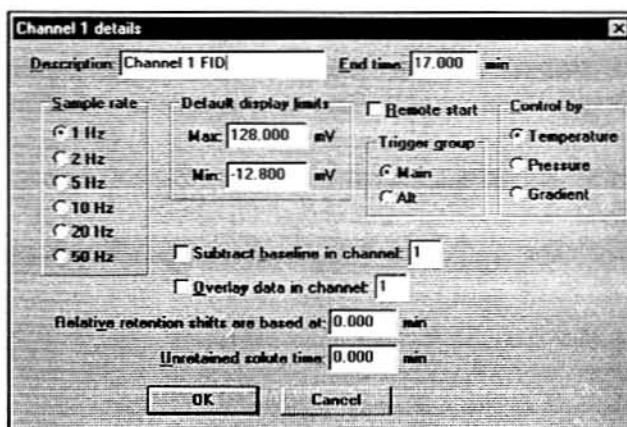 Channel 1 details
Description: Channel 1 FID
End time: 17.000 min
Sample rate
1 Hz
2 Hz
5 Hz
10 Hz
20 Hz
50 Hz
Default display limits
Max: 128.000 mV
Min: -12.800 mV
Remote start
Trigger group
Main
Alt
Control by
Temperature
Pressure
Gradient
Subtract baseline in channel: 1
Overlay data in channel: 1
Relative retention shifts are based at: 0.000 min
Unretained solute time: 0.000 min
OK
Cancel